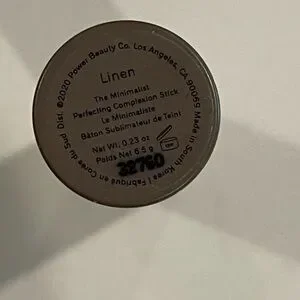 Linen
The Minimalist
Perfecting Complexion Stick
Le Minimaliste
Bâton Sublimateur de Teint
Net Wt. 0.23 oz
Poids Net 6.5 g
32760
Dist. ©2020 Power Beauty Co. Los Angeles, CA 90065 Made in South Korea | Fabriqué en Corée du Sud